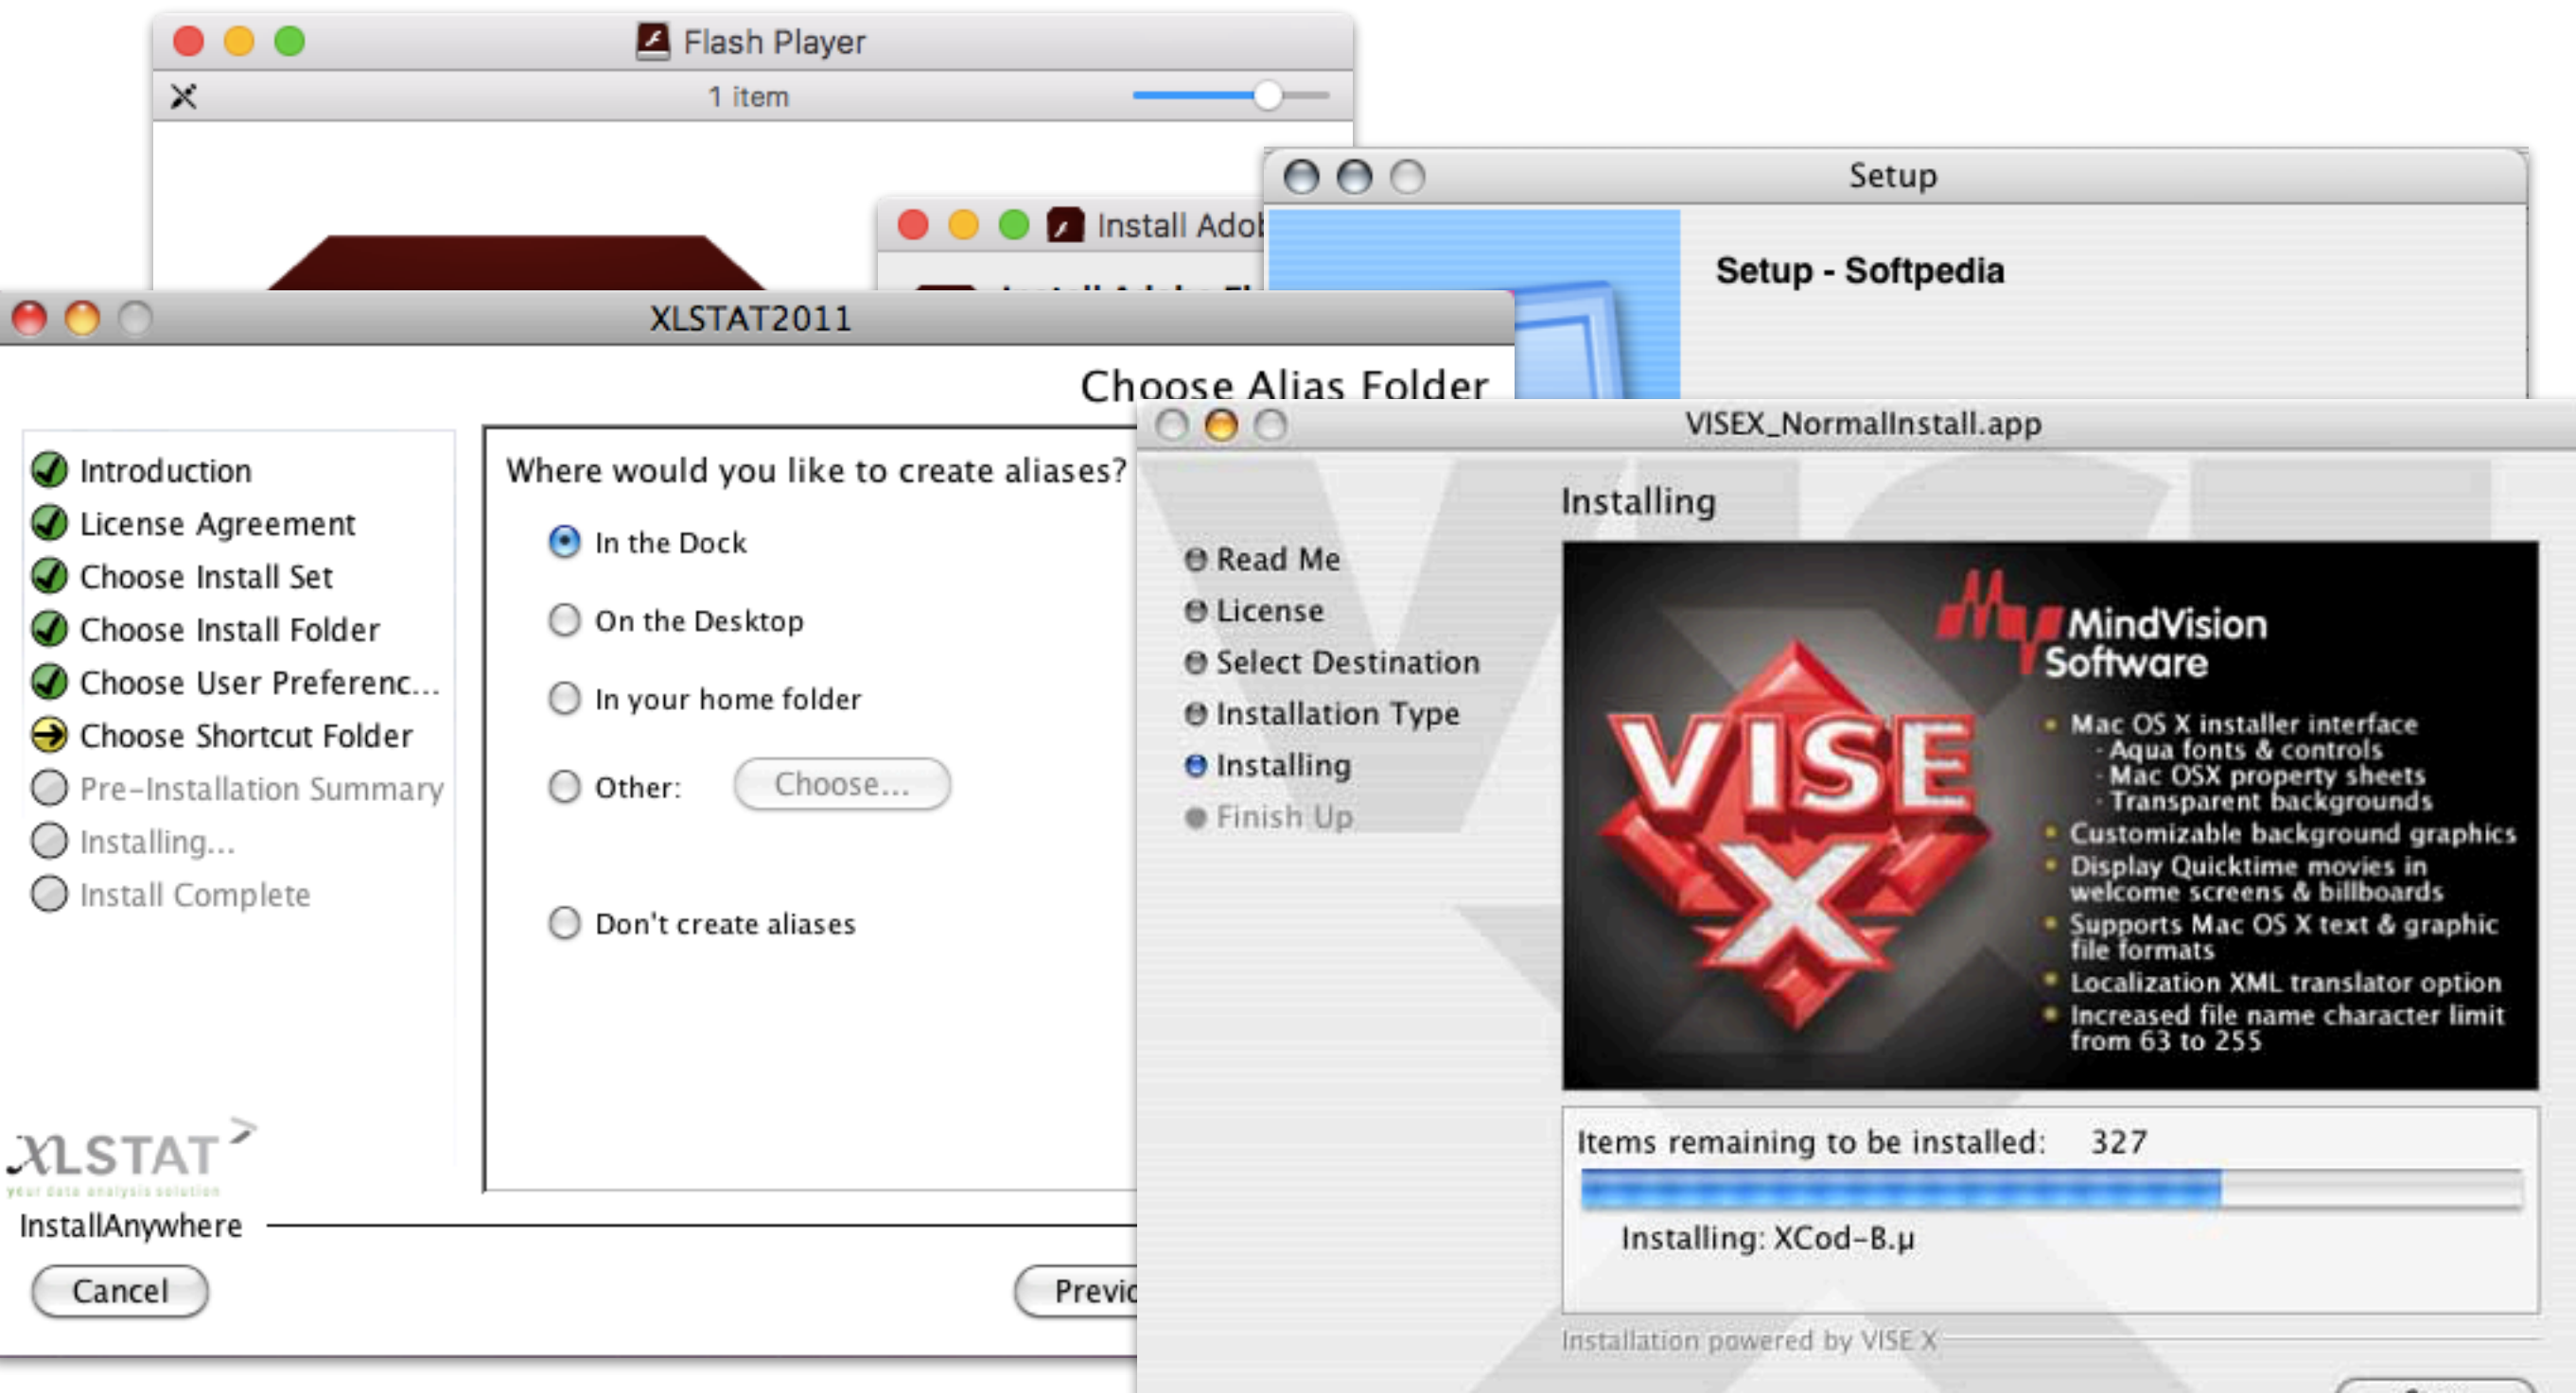 Flash Player
1 item
Install Adob
Setup
Setup - Softpedia
XLSTAT2011
Choose Alias Folder
Introduction
License Agreement
Choose Install Set
Choose Install Folder
Choose User Preferenc...
Choose Shortcut Folder
Pre-Installation Summary
Installing...
Install Complete
XLSTAT
your data analysis solution
InstallAnywhere
Cancel
Where would you like to create aliases?
In the Dock
On the Desktop
In your home folder
Other:
Choose...
Don't create aliases
Previo
VISEX_NormalInstall.app
Read Me
License
Select Destination
Installation Type
Installing
Finish Up
Installing
MindVision
Software
VISE
X
Mac OS X installer interface
- Aqua fonts & controls
- Mac OSX property sheets
- Transparent backgrounds
Customizable background graphics
Display Quicktime movies in
welcome screens & billboards
Supports Mac OS X text & graphic
file formats
Localization XML translator option
Increased file name character limit
from 63 to 255
Items remaining to be installed: 327
Installing: XCod-B.µ
Installation powered by VISE X